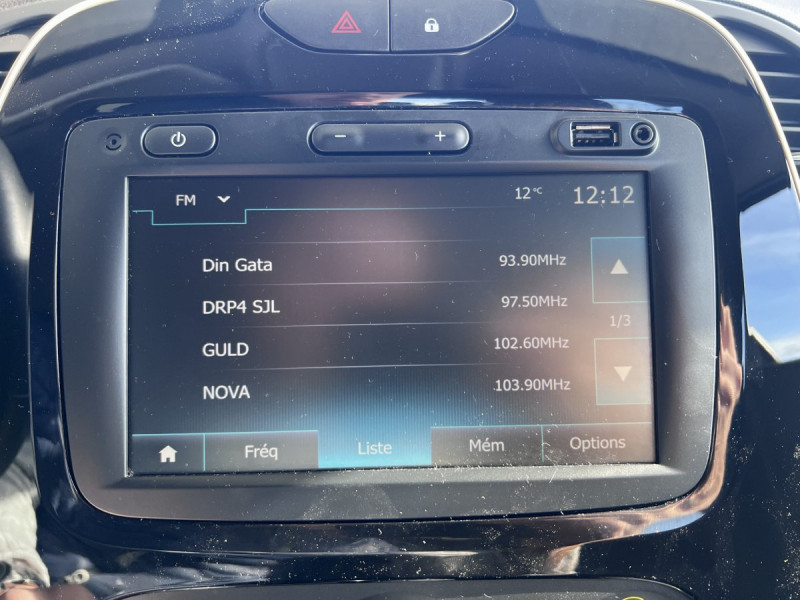 − +
FM 12°C 12:12
Din Gata 93.90MHz
DRP4 SJL 97.50MHz
1/3
GULD 102.60MHz
NOVA 103.90MHz
Fréq Liste Mém Options